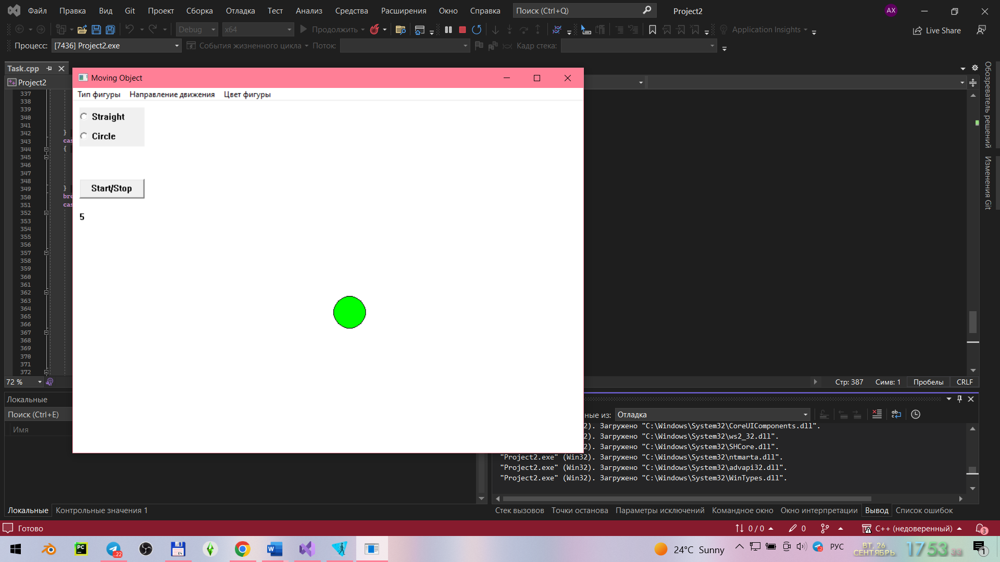 Файл Правка Вид Git Проект Сборка Отладка Тест Анализ Средства Расширения Окно Справка Поиск (Ctrl+Q) Project2 AX
Debug x64 Продолжить Application Insights Live Share
Процесс: [7436] Project2.exe События жизненного цикла Поток: Кадр стека:
Task.cpp
Project2
Moving Object
Тип фигуры Направление движения Цвет фигуры
Straight
Circle
Start/Stop
5
337
338
339
340
341
342 }
343 cas
344 {
345
346
347
348
349 }
350 bre
351 cas
352
353
354
355
356
357
358
359
360
361
362
363
364
365
366
367
368
369
370
371
372
Обозреватель решений
Изменения Git
72 % Стр: 387 Симв: 1 Пробелы CRLF
Локальные
Поиск (Ctrl+E)
Имя
ные из: Отладка
2). Загружено "C:\Windows\System32\CoreUIComponents.dll".
2). Загружено "C:\Windows\System32\ws2_32.dll".
2). Загружено "C:\Windows\System32\SHCore.dll".
"Project2.exe" (Win32). Загружено "C:\Windows\System32\ntmarta.dll".
"Project2.exe" (Win32). Загружено "C:\Windows\System32\advapi32.dll".
"Project2.exe" (Win32). Загружено "C:\Windows\System32\WinTypes.dll".
Локальные Контрольные значения 1
Стек вызовов Точки останова Параметры исключений Командное окно Окно интерпретации Вывод Список ошибок
Готово 0 / 0 0 C++ (недоверенный) 3
PC 22 64 W 24°C Sunny РУС ВТ, 26 СЕНТЯБРЬ 17 53 33 1